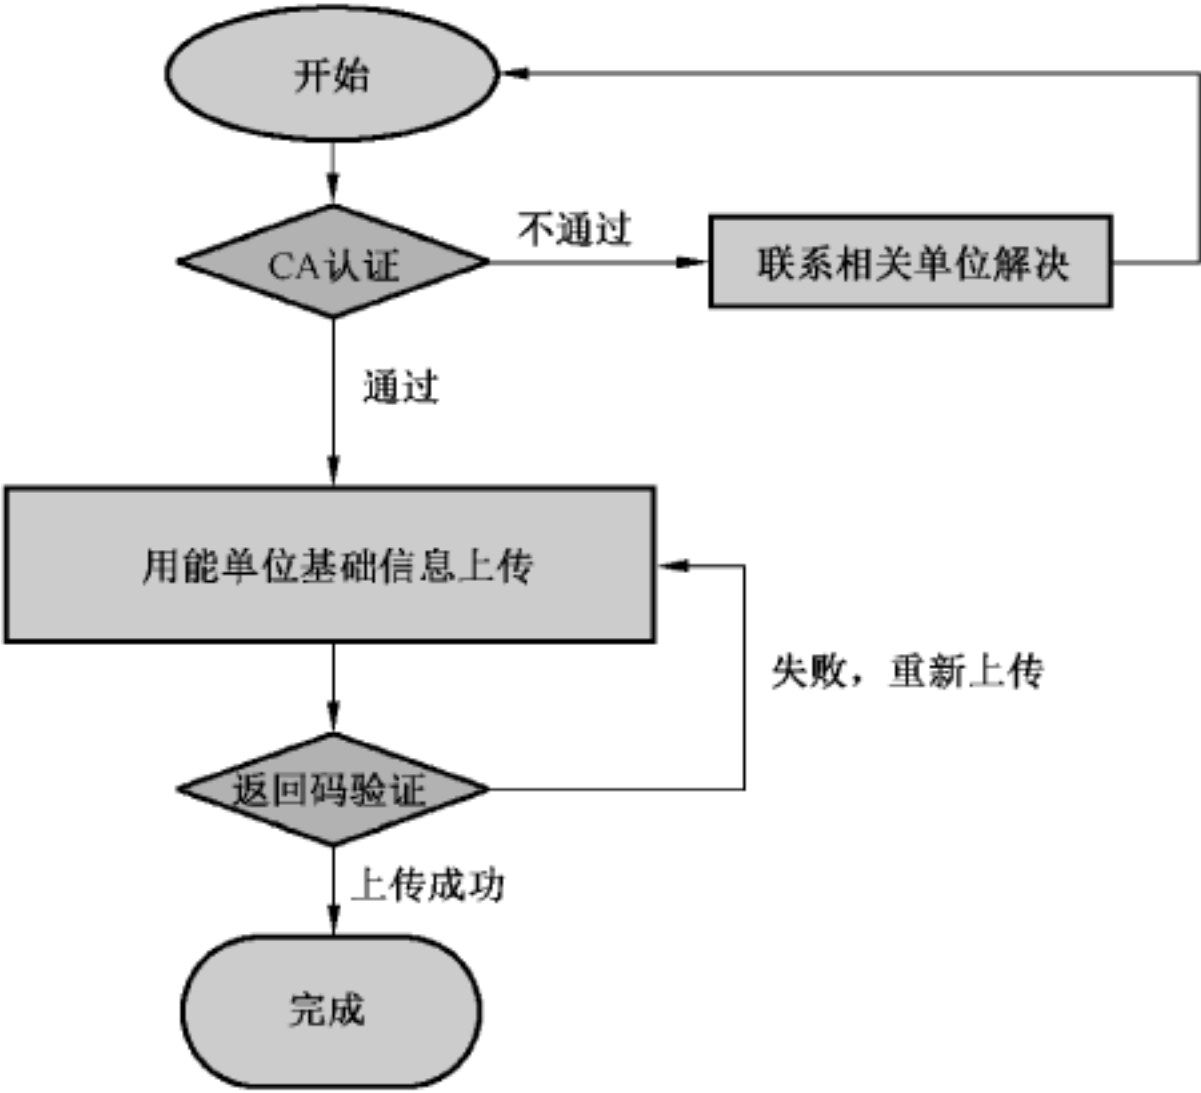 开始
CA认证
不通过
联系相关单位解决
通过
用能单位基础信息上传
失败，重新上传
返回码验证
上传成功
完成